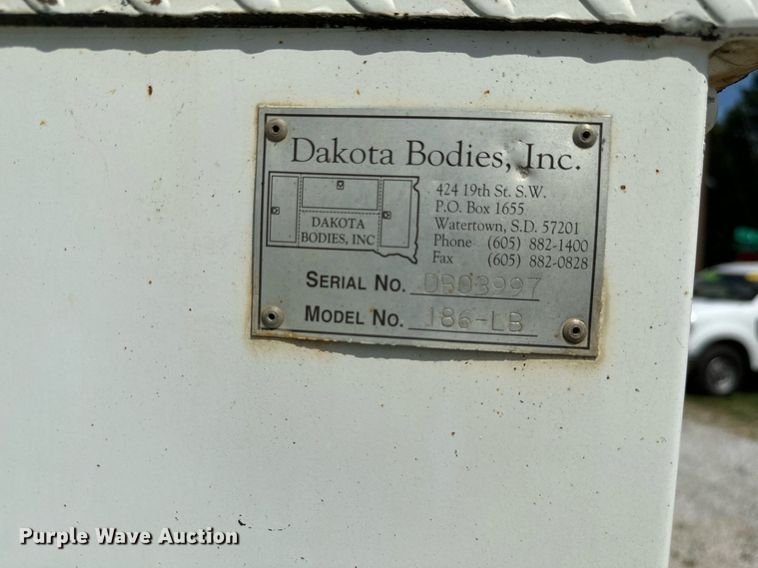 Dakota Bodies, Inc.
DAKOTA
BODIES, INC
424 19th St. S.W.
P.O. Box 1655
Watertown, S.D. 57201
Phone (605) 882-1400
Fax (605) 882-0828
SERIAL NO. DB03997
MODEL NO. 186-LB
Purple Wave Auction